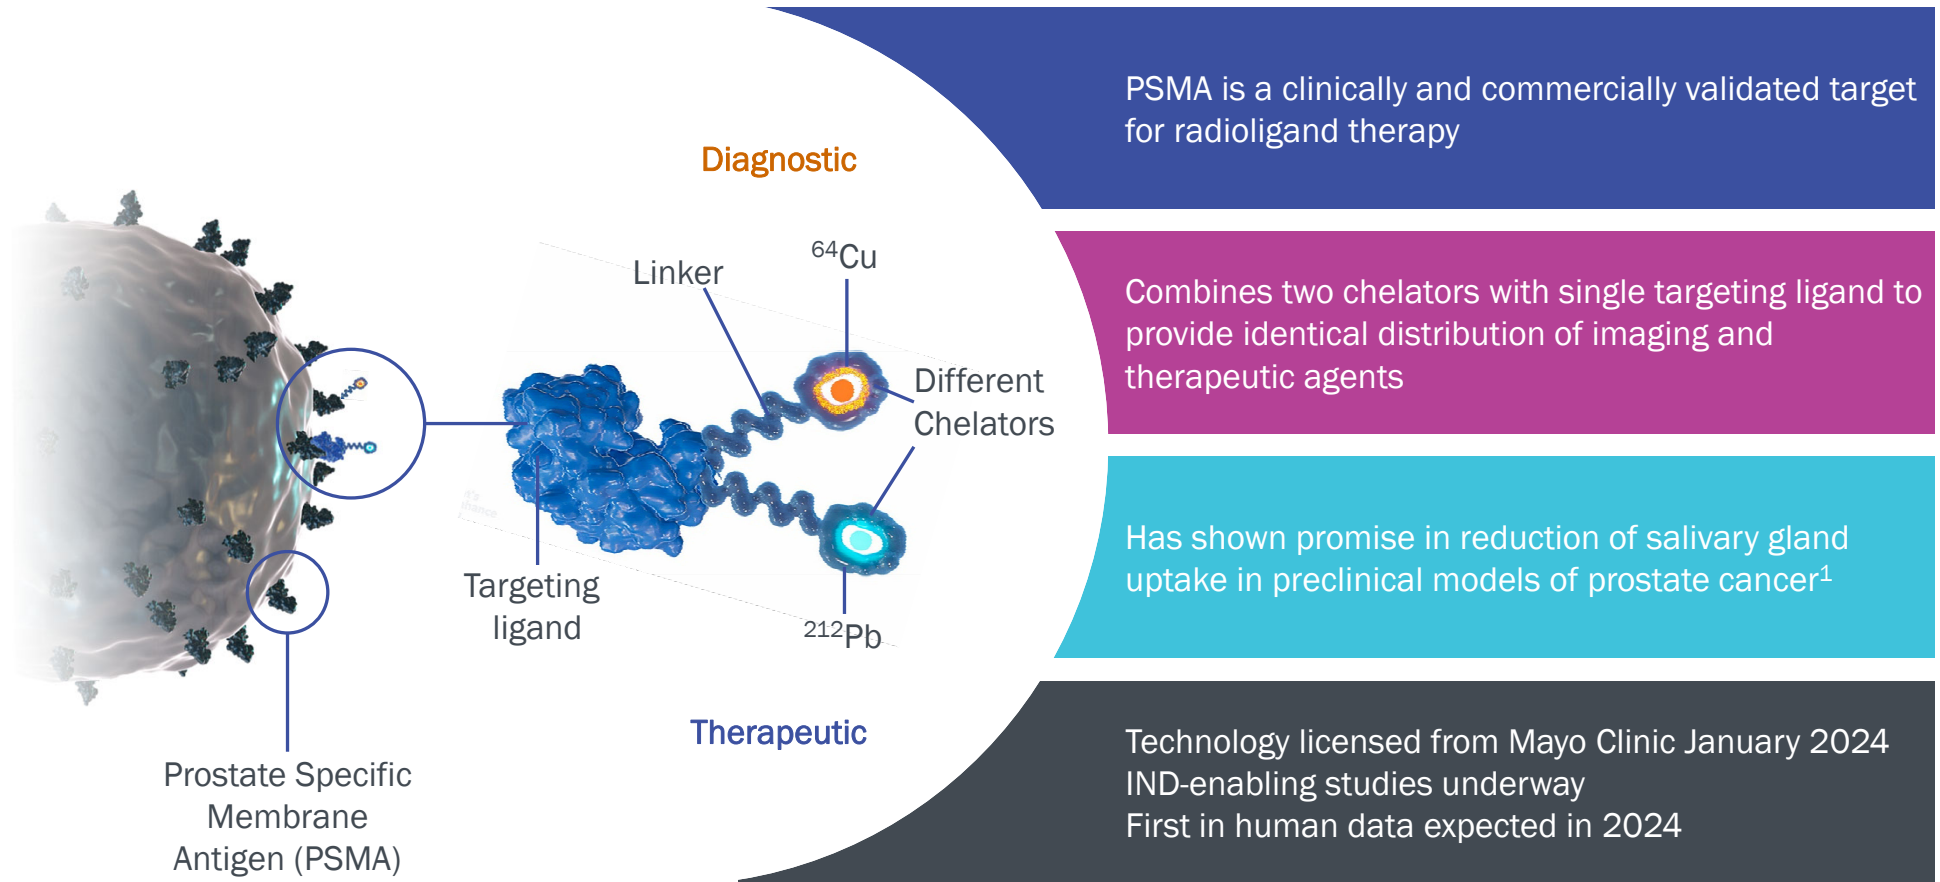 Diagnostic
Linker
⁶⁴Cu
Different
Chelators
Targeting
ligand
²¹²Pb
Therapeutic
Prostate Specific
Membrane
Antigen (PSMA)
PSMA is a clinically and commercially validated target
for radioligand therapy
Combines two chelators with single targeting ligand to
provide identical distribution of imaging and
therapeutic agents
Has shown promise in reduction of salivary gland
uptake in preclinical models of prostate cancer¹
Technology licensed from Mayo Clinic January 2024
IND-enabling studies underway
First in human data expected in 2024